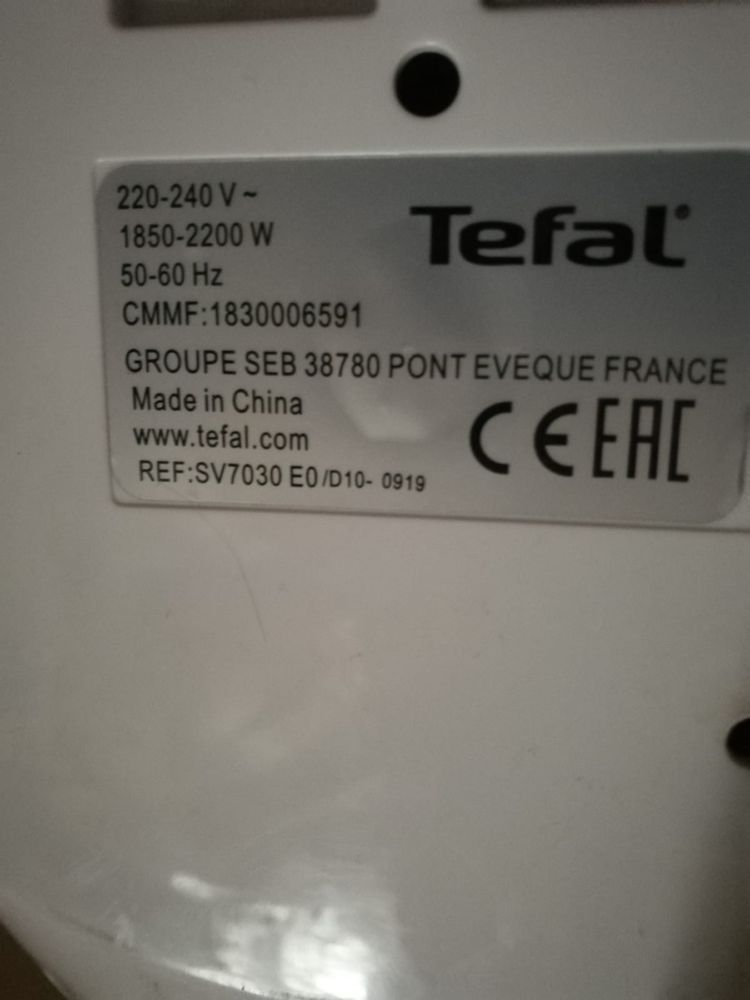 220-240 V ~
1850-2200 W
50-60 Hz
CMMF:1830006591
Tefal®
GROUPE SEB 38780 PONT EVEQUE FRANCE
Made in China
www.tefal.com
REF:SV7030 E0/D10- 0919
CE EAC